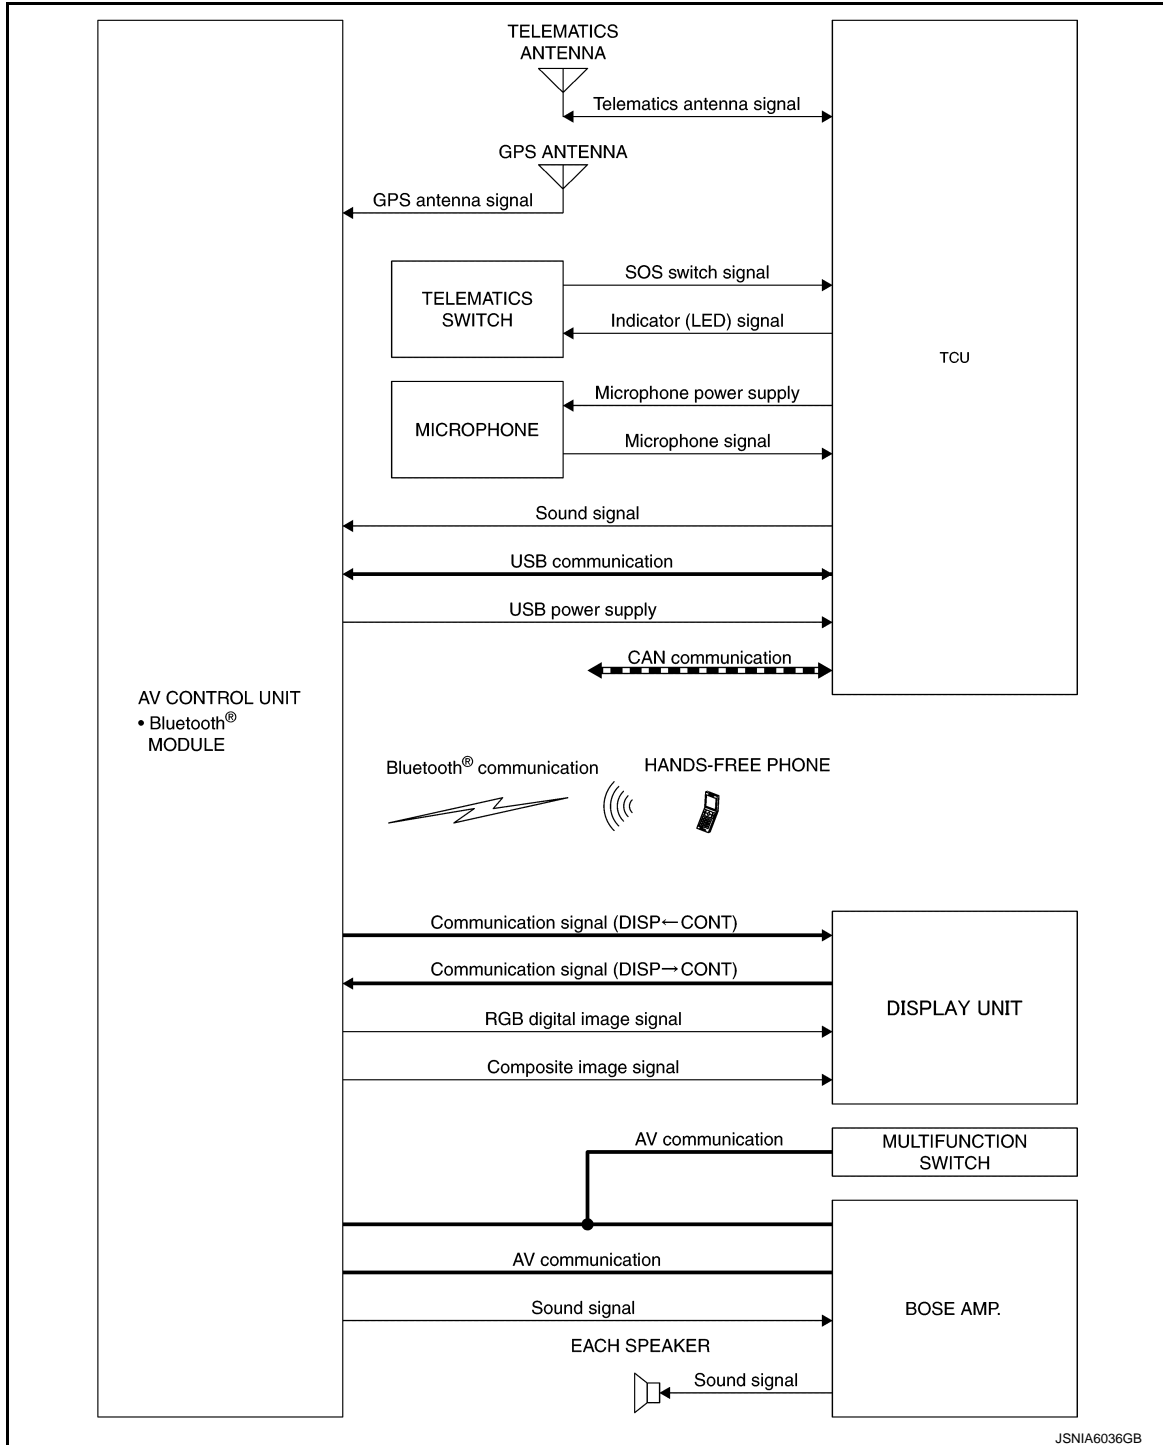 TELEMATICS
ANTENNA
Telematics antenna signal
GPS ANTENNA
GPS antenna signal
TELEMATICS
SWITCH
SOS switch signal
Indicator (LED) signal
TCU
MICROPHONE
Microphone power supply
Microphone signal
Sound signal
USB communication
USB power supply
CAN communication
AV CONTROL UNIT
• Bluetooth®
MODULE
Bluetooth® communication
HANDS-FREE PHONE
Communication signal (DISP←CONT)
Communication signal (DISP→CONT)
RGB digital image signal
Composite image signal
DISPLAY UNIT
AV communication
MULTIFUNCTION
SWITCH
AV communication
Sound signal
BOSE AMP.
EACH SPEAKER
Sound signal
JSNIA6036GB